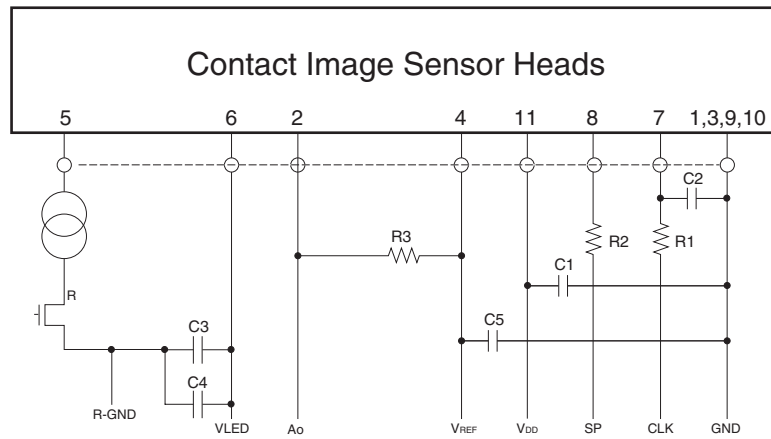 Contact Image Sensor Heads
5 6 2 4 11 8 7 1,3,9,10
C2
R3 R2 R1
C1
R
C3 C5
C4
R-GND VLED Ao VREF VDD SP CLK GND